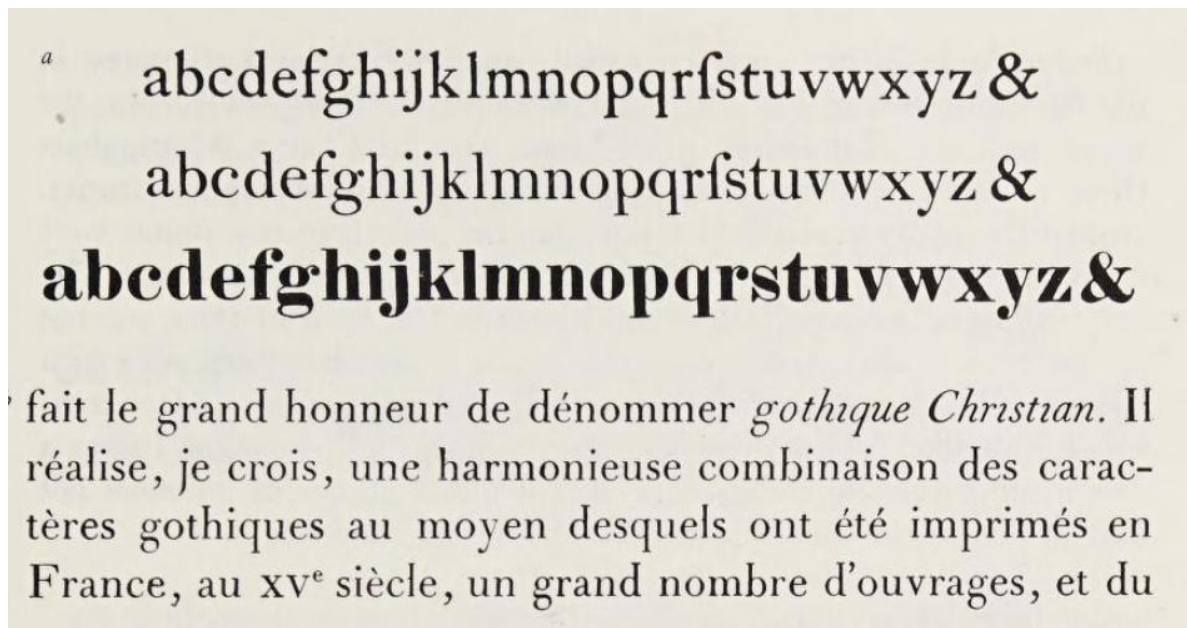 a
abcdefghijklmnopqrſstuvwxyz &
abcdefghijklmnopqrſstuvwxyz &
abcdefghijklmnopqrstuvwxyz &
fait le grand honneur de dénommer gothique Christian. Il
réalise, je crois, une harmonieuse combinaison des carac-
tères gothiques au moyen desquels ont été imprimés en
France, au XVe siècle, un grand nombre d'ouvrages, et du